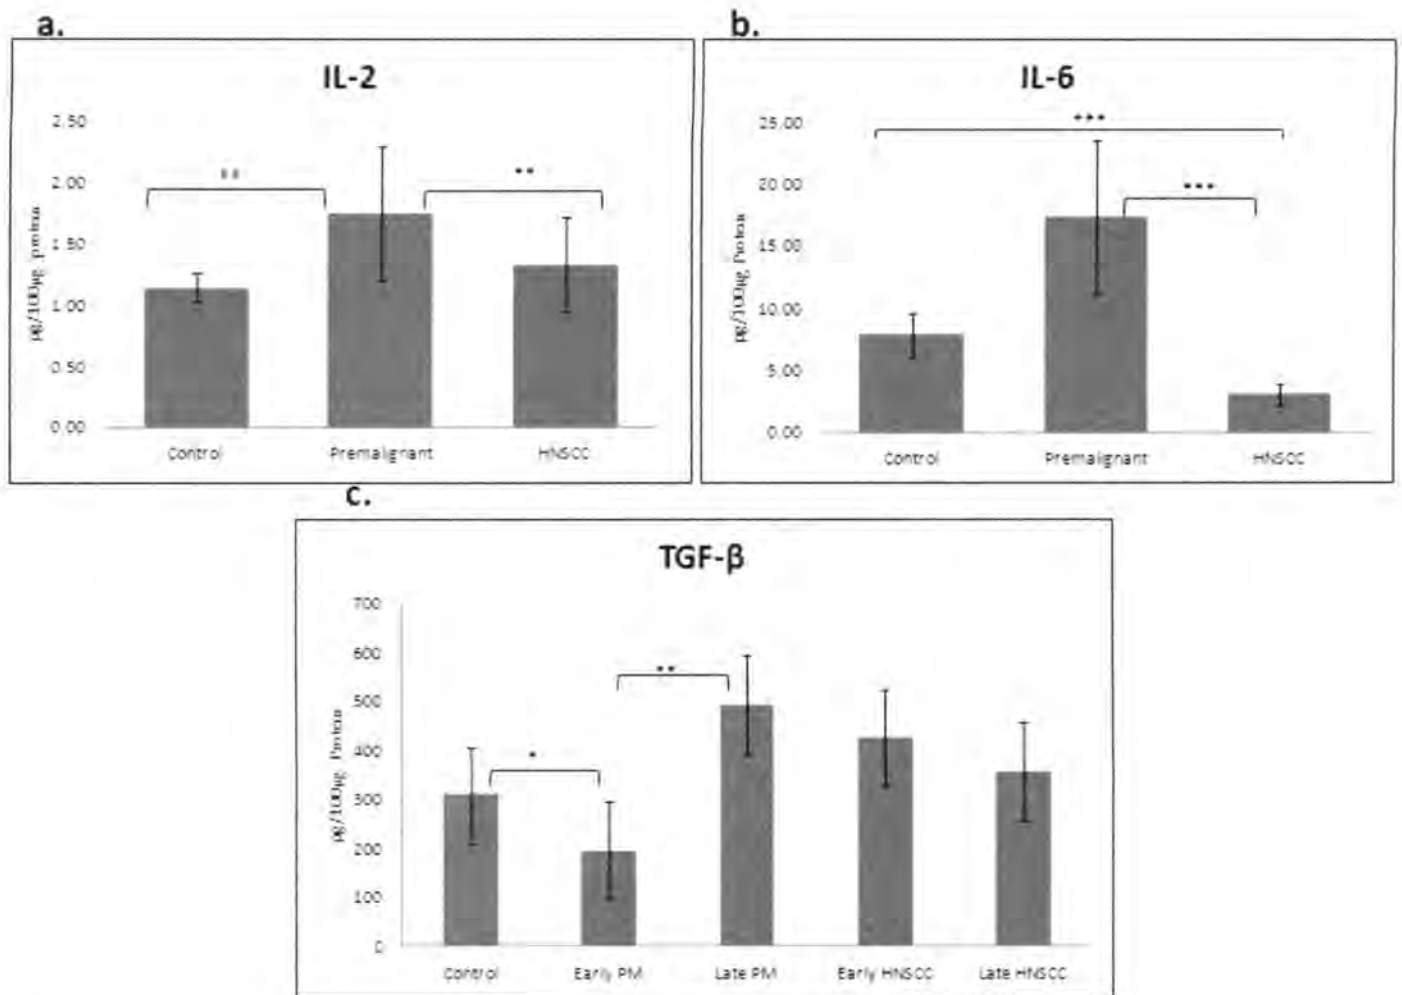 a.
IL-2
2.50
2.00
1.50
1.00
0.50
0.00
pg/100µg protein
**
**
Control
Premalignant
HNSCC
b.
IL-6
25.00
20.00
15.00
10.00
5.00
0.00
pg/100µg Protein
***
***
Control
Premalignant
HNSCC
c.
TGF-β
700
600
500
400
300
200
100
0
pg/100µg Protein
*
**
Control
Early PM
Late PM
Early HNSCC
Late HNSCC